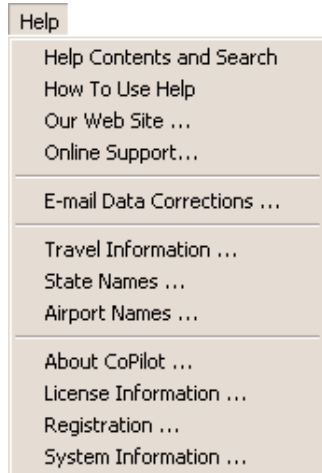 Help
Help Contents and Search
How To Use Help
Our Web Site ...
Online Support...
E-mail Data Corrections ...
Travel Information ...
State Names ...
Airport Names ...
About CoPilot ...
License Information ...
Registration ...
System Information ...